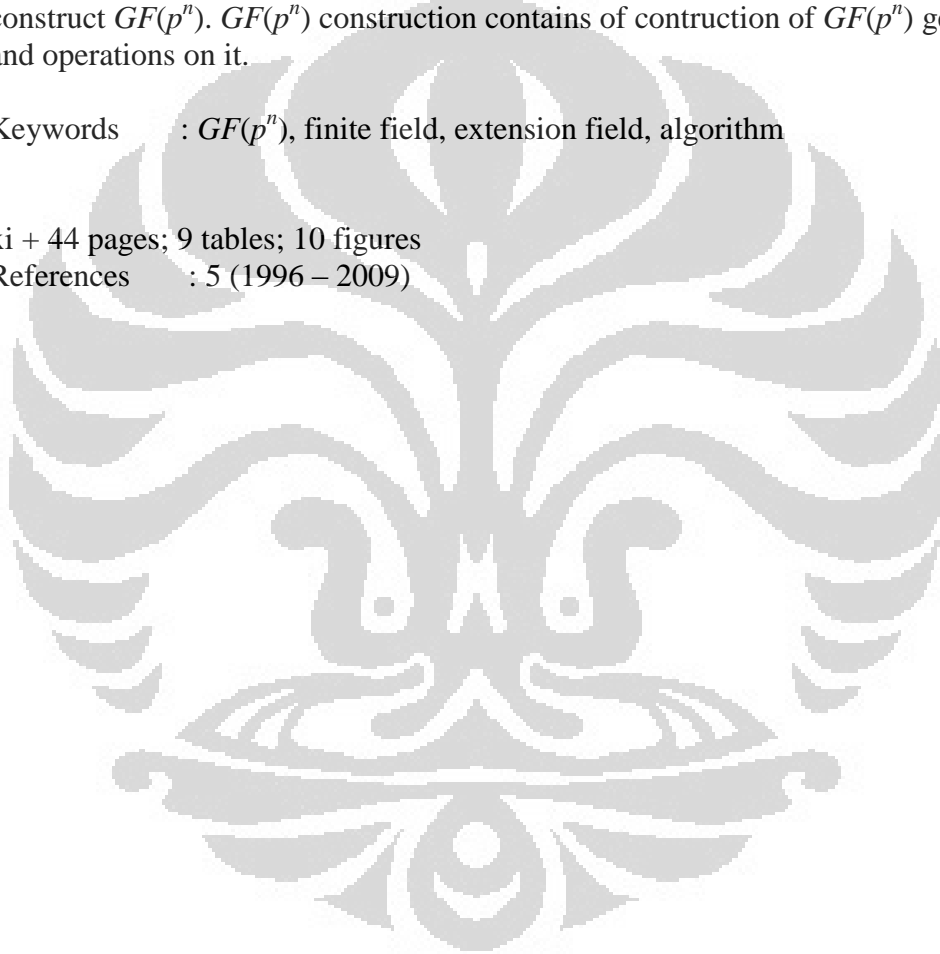 construct GF(pⁿ). GF(pⁿ) construction contains of contruction of GF(pⁿ)
and operations on it.
Keywords : GF(pⁿ), finite field, extension field, algorithm
xi + 44 pages; 9 tables; 10 figures
References : 5 (1996 – 2009)